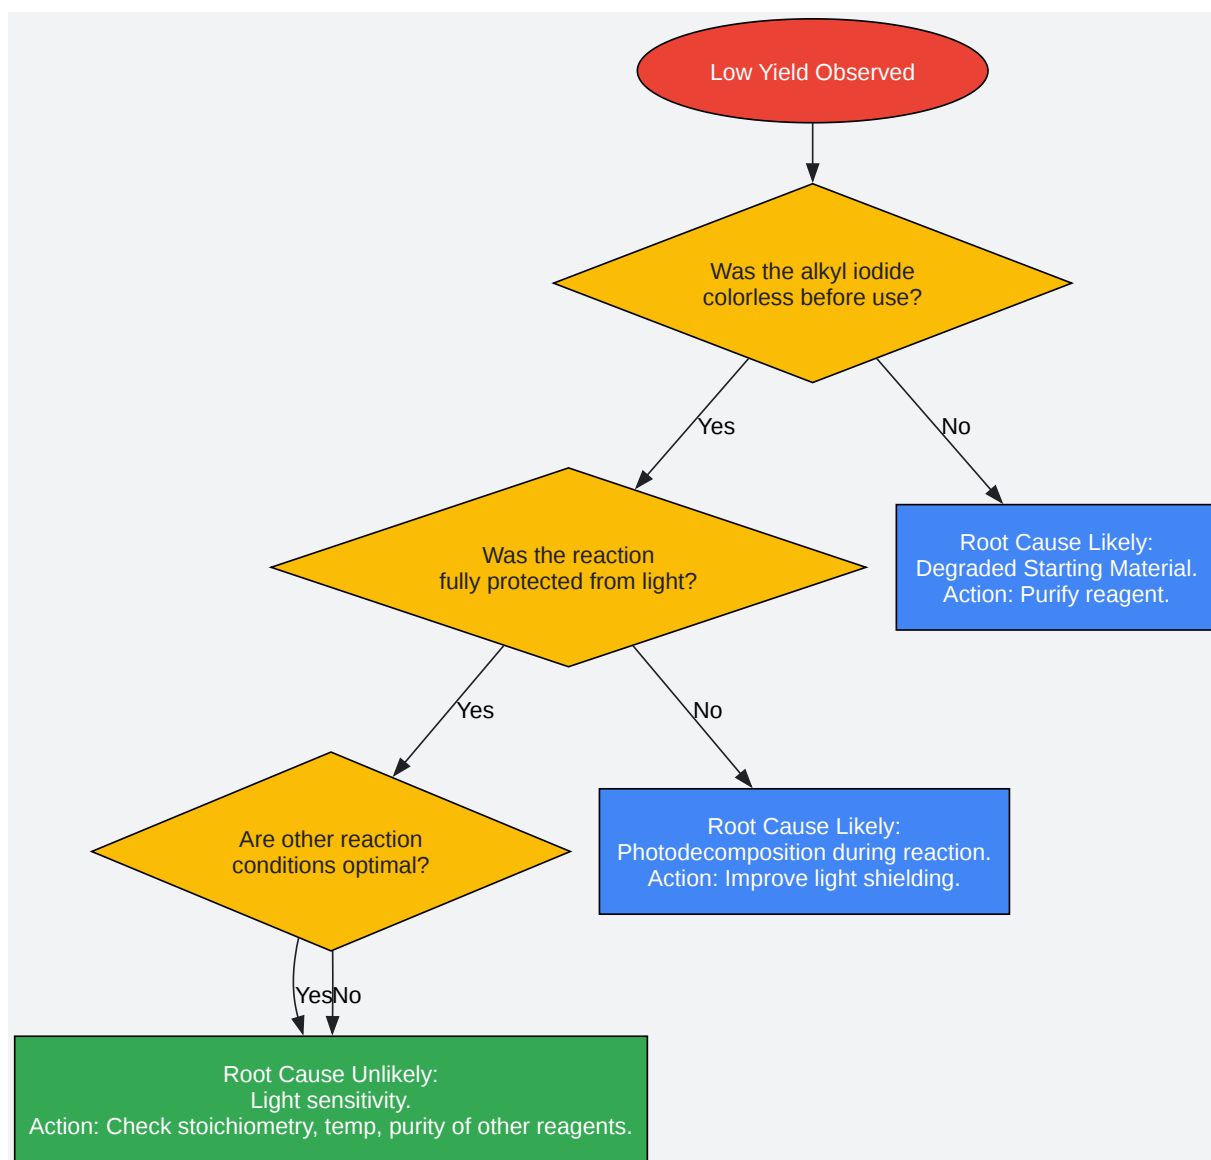 Low Yield Observed
Was the alkyl iodide
colorless before use?
Yes
No
Was the reaction
fully protected from light?
Root Cause Likely:
Degraded Starting Material.
Action: Purify reagent.
Yes
No
Are other reaction
conditions optimal?
Root Cause Likely:
Photodecomposition during reaction.
Action: Improve light shielding.
Yes
No
Root Cause Unlikely:
Light sensitivity.
Action: Check stoichiometry, temp, purity of other reagents.